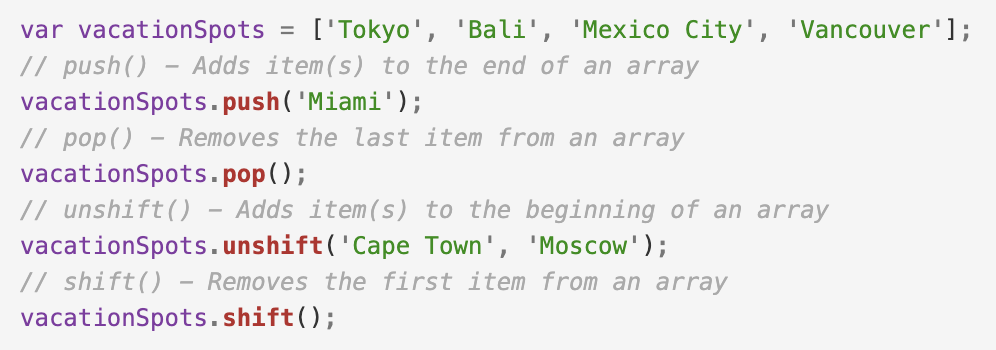 var vacationSpots = ['Tokyo', 'Bali', 'Mexico City', 'Vancouver'];
// push() – Adds item(s) to the end of an array
vacationSpots.push('Miami');
// pop() – Removes the last item from an array
vacationSpots.pop();
// unshift() – Adds item(s) to the beginning of an array
vacationSpots.unshift('Cape Town', 'Moscow');
// shift() – Removes the first item from an array
vacationSpots.shift();